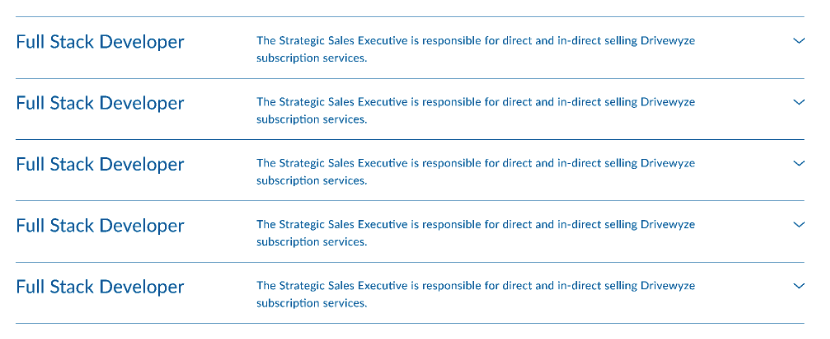 Full Stack Developer
The Strategic Sales Executive is responsible for direct and in-direct selling Drivewyze
subscription services.
Full Stack Developer
The Strategic Sales Executive is responsible for direct and in-direct selling Drivewyze
subscription services.
Full Stack Developer
The Strategic Sales Executive is responsible for direct and in-direct selling Drivewyze
subscription services.
Full Stack Developer
The Strategic Sales Executive is responsible for direct and in-direct selling Drivewyze
subscription services.
Full Stack Developer
The Strategic Sales Executive is responsible for direct and in-direct selling Drivewyze
subscription services.